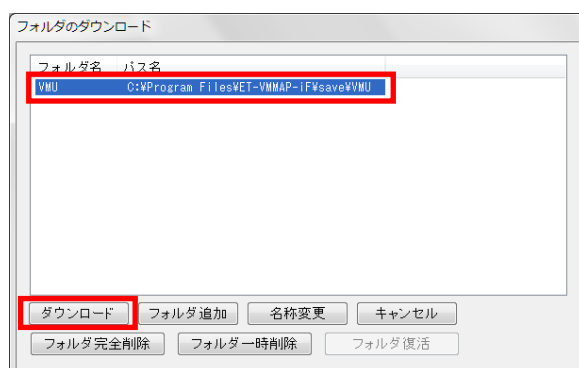 フォルダのダウンロード
フォルダ名 パス名
VMU C:¥Program Files¥ET-VMMAP-iF¥save¥VMU
ダウンロード フォルダ追加 名称変更 キャンセル
フォルダ完全削除 フォルダ一時削除 フォルダ復活